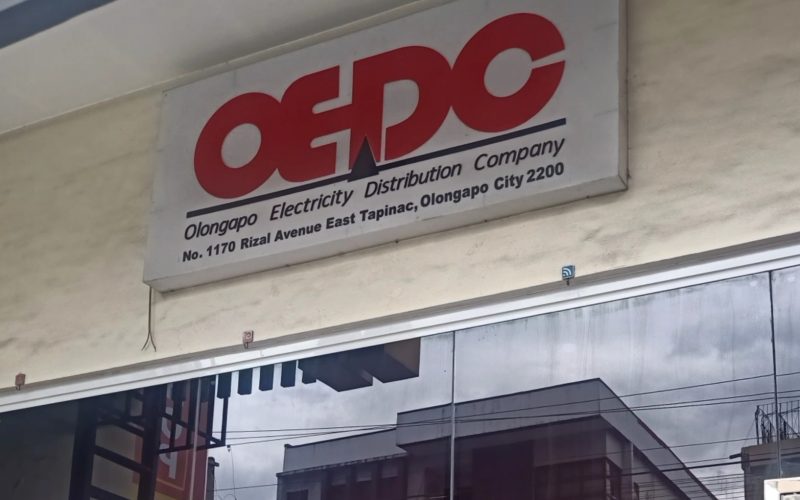 OEDC
Olongapo Electricity Distribution Company
No. 1170 Rizal Avenue East Tapinac, Olongapo City 2200